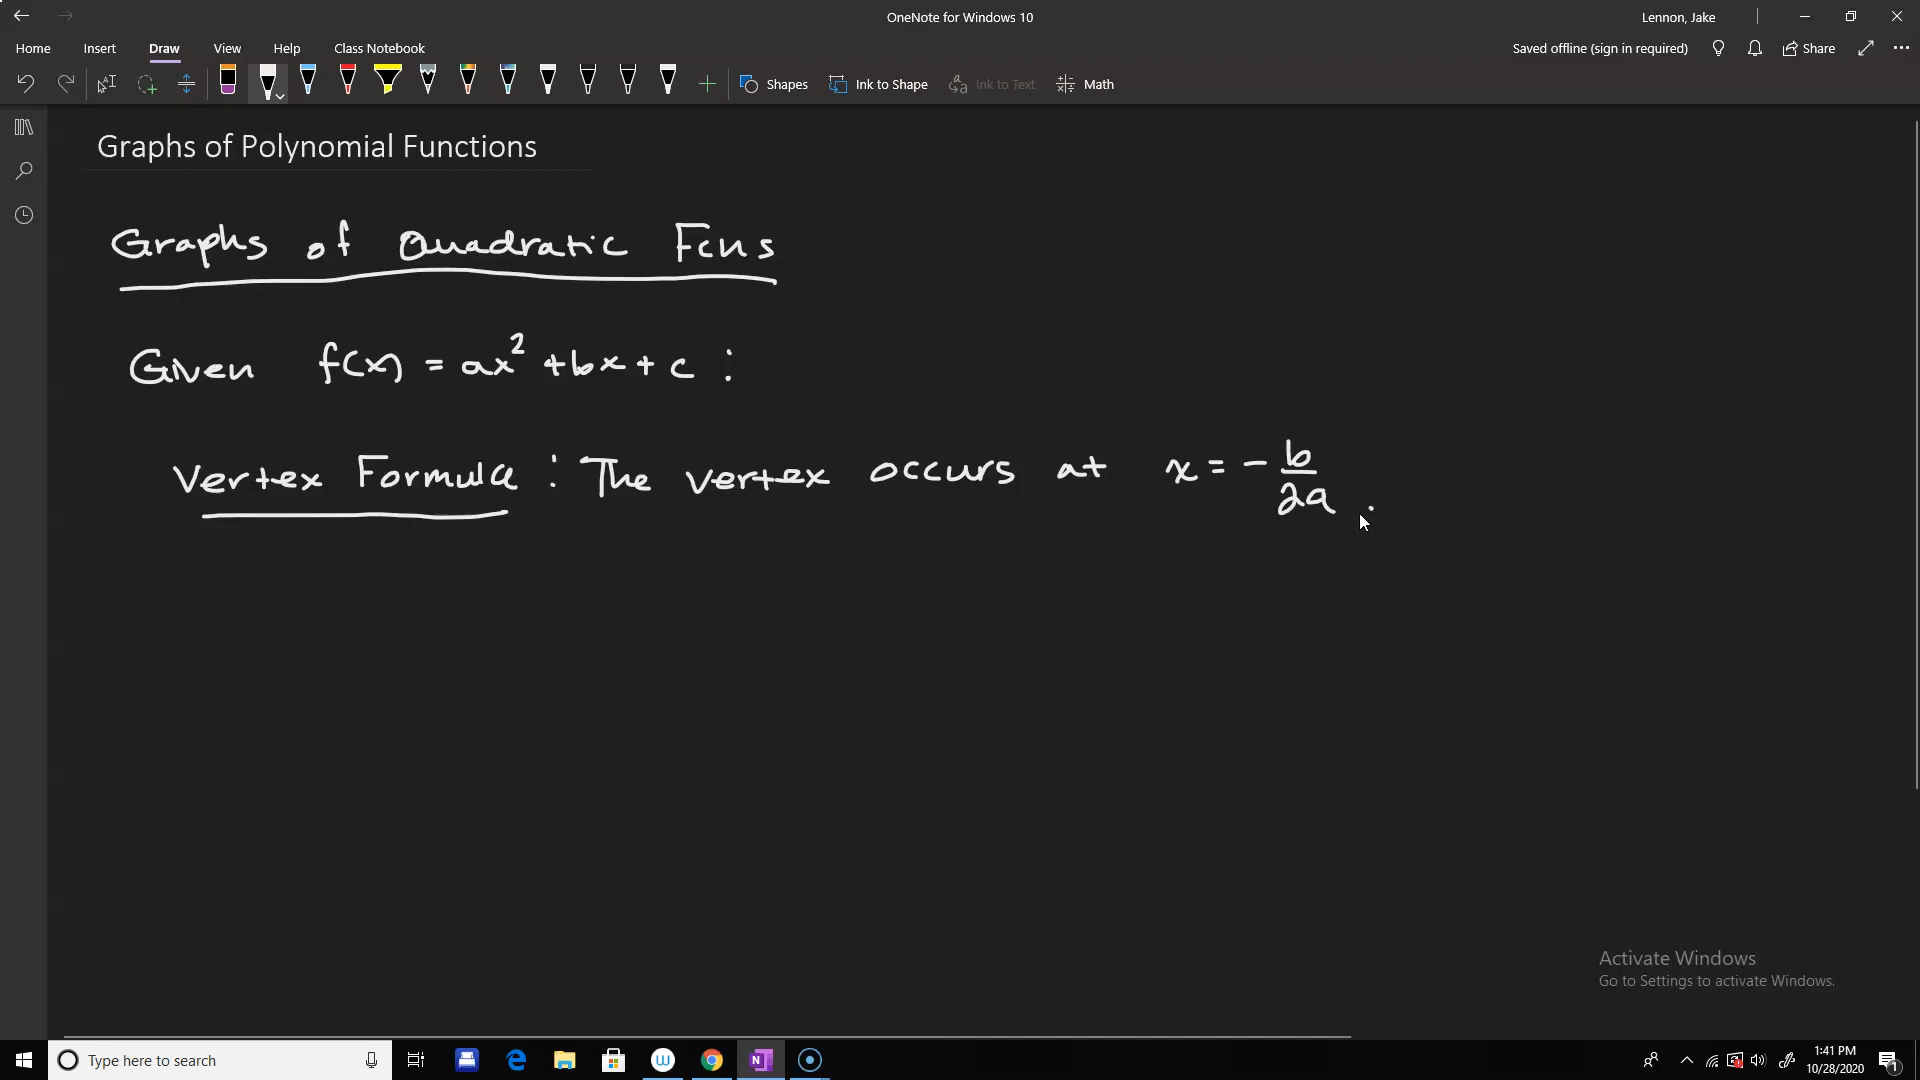 OneNote for Windows 10
Lennon, Jake
Home Insert Draw View Help Class Notebook
Saved offline (sign in required)
Share
Shapes
Ink to Shape
Ink to Text
Math
Graphs of Polynomial Functions
Graphs of Quadratic Fcns
Given f(x) = ax² + bx + c :
Vertex Formula : The vertex occurs at x = - b/2a .
Activate Windows
Go to Settings to activate Windows.
Type here to search
1:41 PM
10/28/2020
1